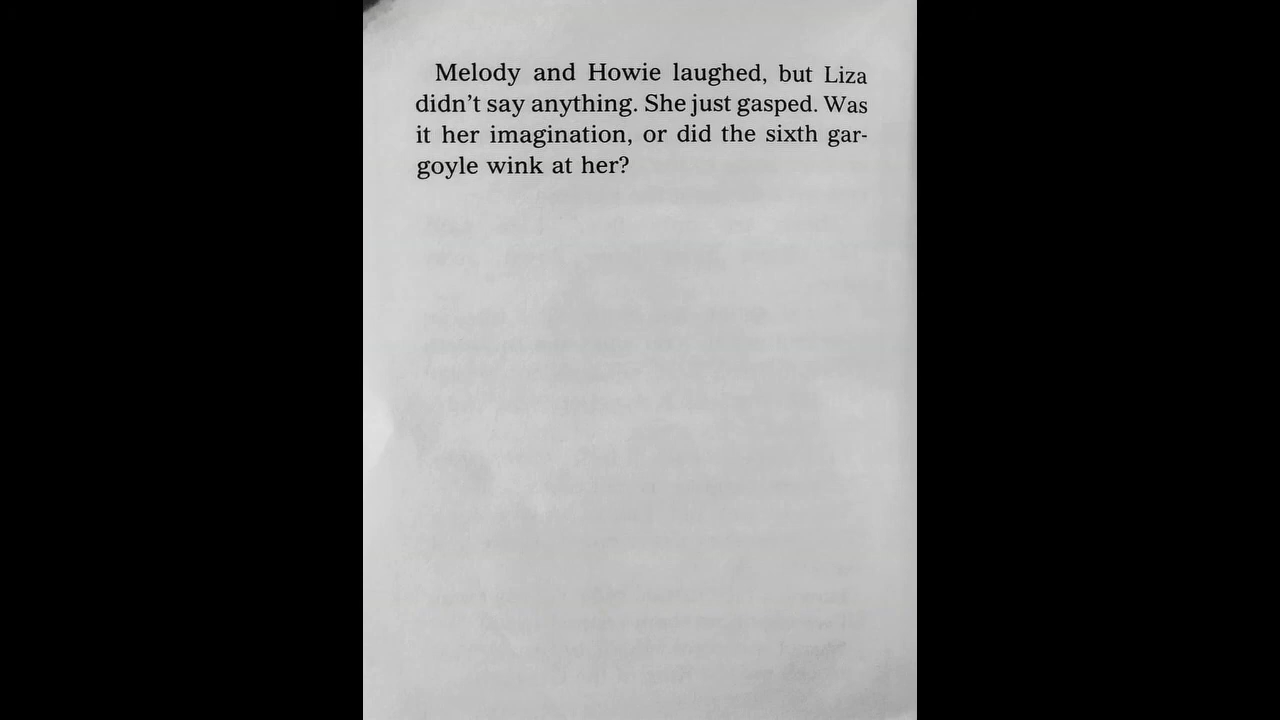 Melody and Howie laughed, but Liza
didn't say anything. She just gasped. Was
it her imagination, or did the sixth gar-
goyle wink at her?